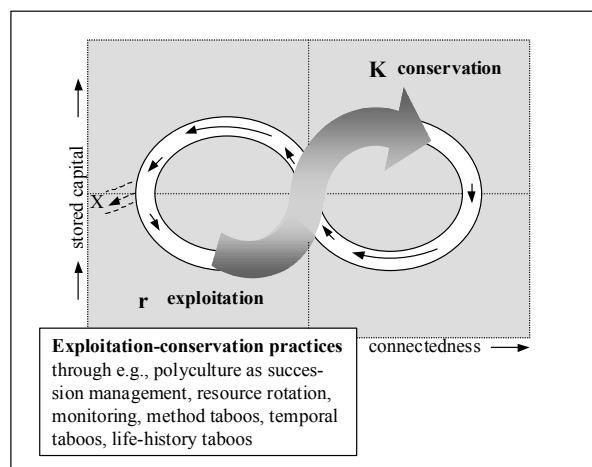 K conservation
stored capital
X
r exploitation
connectedness
Exploitation-conservation practices
through e.g., polyculture as succes-
sion management, resource rotation,
monitoring, method taboos, temporal
taboos, life-history taboos